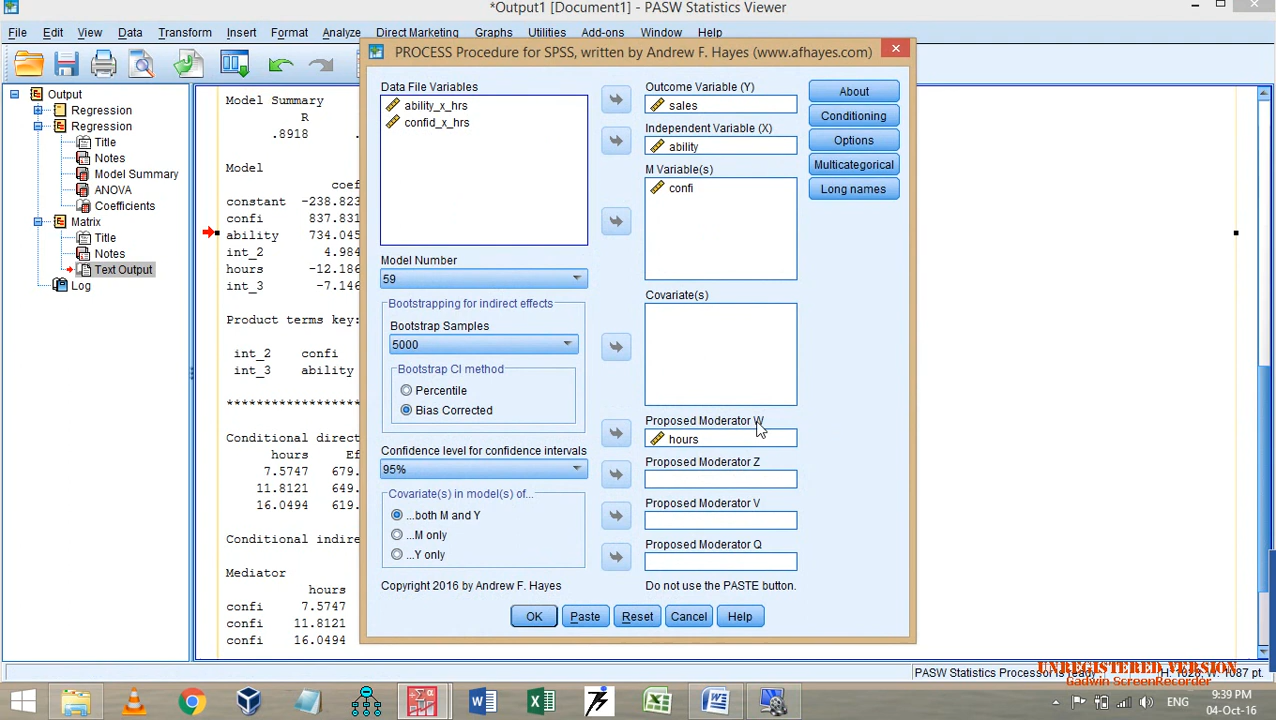 *Output1 [Document1] - PASW Statistics Viewer
File Edit View Data Transform Insert Format Analyze Direct Marketing Graphs Utilities Add-ons Window Help
PROCESS Procedure for SPSS, written by Andrew F. Hayes (www.afhayes.com)
Output
Regression
Regression
Title
Notes
Model Summary
ANOVA
Coefficients
Matrix
Title
Notes
Text Output
Log
Model Summary
R
.8918
Model
coef
constant -238.823
confi 837.831
ability 734.045
int_2 4.984
hours -12.186
int_3 -7.146
Product terms key:
int_2 confi
int_3 ability
*****************
Conditional direc
hours Ef
7.5747 679.
11.8121 649.
16.0494 619.
Conditional indire
Mediator
hours
confi 7.5747
confi 11.8121
confi 16.0494
Data File Variables
ability_x_hrs
confid_x_hrs
Model Number
59
Bootstrapping for indirect effects
Bootstrap Samples
5000
Bootstrap CI method
Percentile
Bias Corrected
Confidence level for confidence intervals
95%
Covariate(s) in model(s) of...
...both M and Y
...M only
...Y only
Copyright 2016 by Andrew F. Hayes
Outcome Variable (Y)
sales
Independent Variable (X)
ability
M Variable(s)
confi
Covariate(s)
Proposed Moderator W
hours
Proposed Moderator Z
Proposed Moderator V
Proposed Moderator Q
Do not use the PASTE button.
About
Conditioning
Options
Multicategorical
Long names
OK Paste Reset Cancel Help
PASW Statistics Processor is ready
H: 1026, W: 1087 pt.
UNREGISTERED VERSION
Gadwin ScreenRecorder
ENG
9:39 PM
04-Oct-16